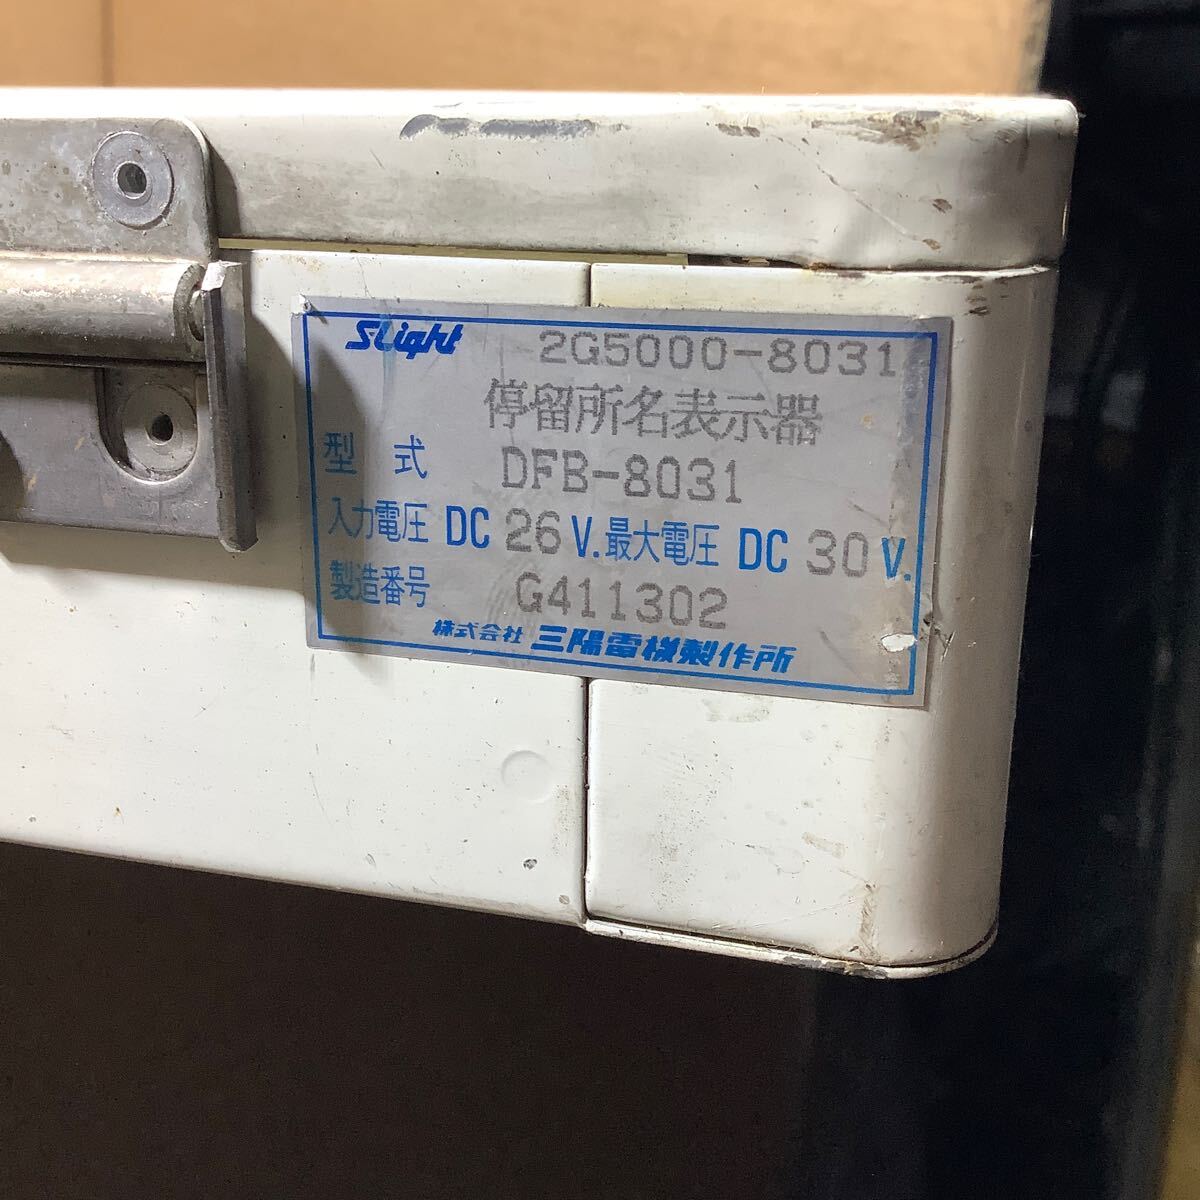 S-Light 2G5000-8031
停留所名表示器
型式 DFB-8031
入力電圧 DC 26 V. 最大電圧 DC 30 V.
製造番号 G411302
株式会社 三陽電機製作所